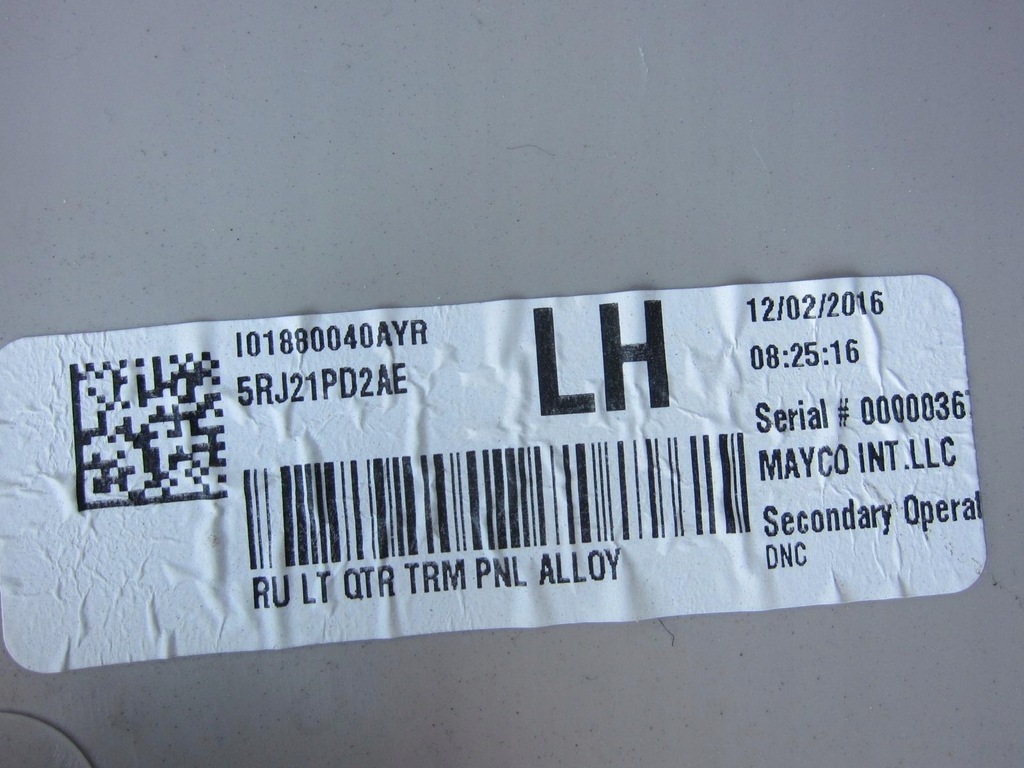 I01880040AYR
5RJ21PD2AE
LH
RU LT QTR TRM PNL ALLOY
12/02/2016
08:25:16
Serial # 0000036
MAYCO INT.LLC
Secondary Operat
DNC